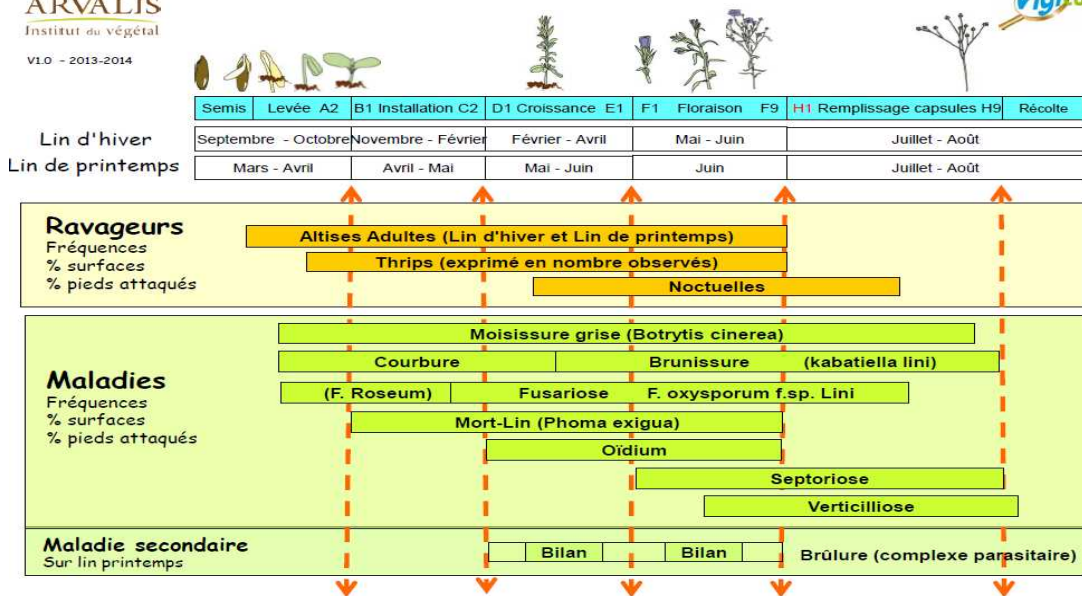 ARVALIS
Institut du végétal
V1.0 - 2013-2014
Semis Levée A2 B1 Installation C2 D1 Croissance E1 F1 Floraison F9 H1 Remplissage capsules H9 Récolte
Lin d'hiver Septembre - Octobre Novembre - Février Février - Avril Mai - Juin Juillet - Août
Lin de printemps Mars - Avril Avril - Mai Mai - Juin Juin Juillet - Août
Ravageurs
Fréquences
% surfaces
% pieds attaqués
Altises Adultes (Lin d'hiver et Lin de printemps)
Thrips (exprimé en nombre observés)
Noctuelles
Maladies
Fréquences
% surfaces
% pieds attaqués
Moisissure grise (Botrytis cinerea)
Courbure Brunissure (kabatiella lini)
(F. Roseum) Fusariose F. oxysporum f.sp. Lini
Mort-Lin (Phoma exigua)
Oïdium
Septoriose
Verticilliose
Maladie secondaire
Sur lin printemps
Bilan Bilan Brûlure (complexe parasitaire)